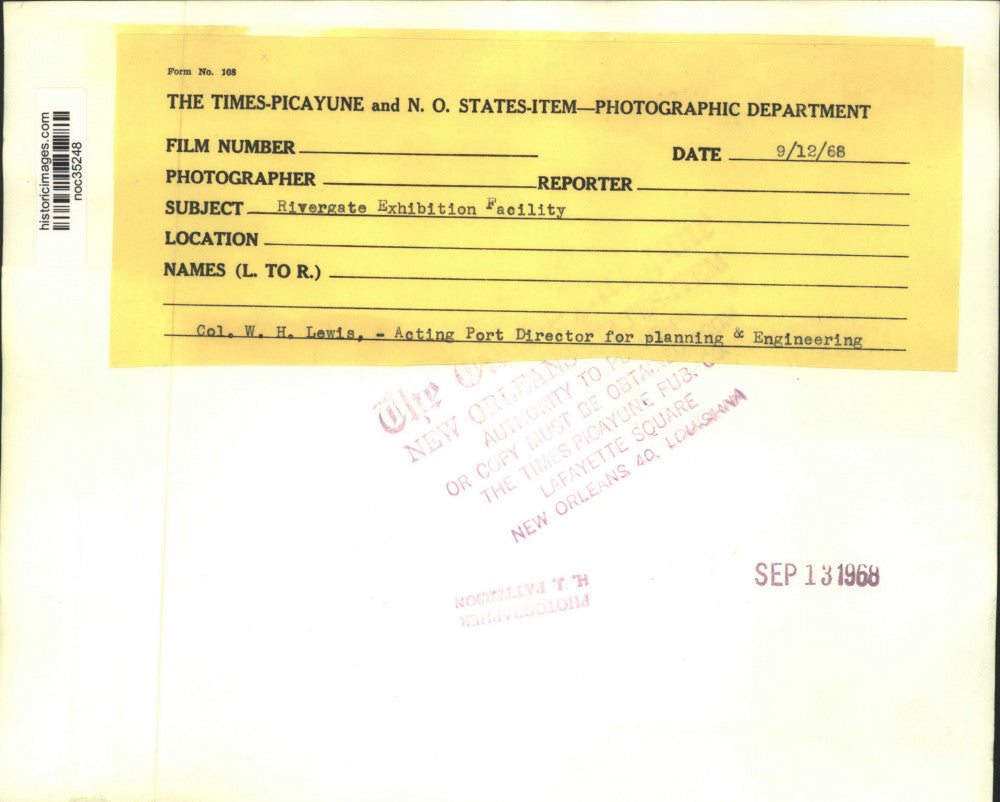 historicimages.com
noc35248
Form No. 108
THE TIMES-PICAYUNE and N. O. STATES-ITEM—PHOTOGRAPHIC DEPARTMENT
FILM NUMBER
DATE 9/12/68
PHOTOGRAPHER
REPORTER
SUBJECT Rivergate Exhibition Facility
LOCATION
NAMES (L. TO R.)
Col. W. H. Lewis, - Acting Port Director for planning & Engineering
The
NEW ORLEANS
AUTHORITY TO
OR COPY MUST BE
THE TIMES PICAYUNE PUB.
LAFAYETTE SQUARE
NEW ORLEANS 40, LOUISIANA
SEP 13 1968
PHOTOGRAPHER
H. J. PATTERSON